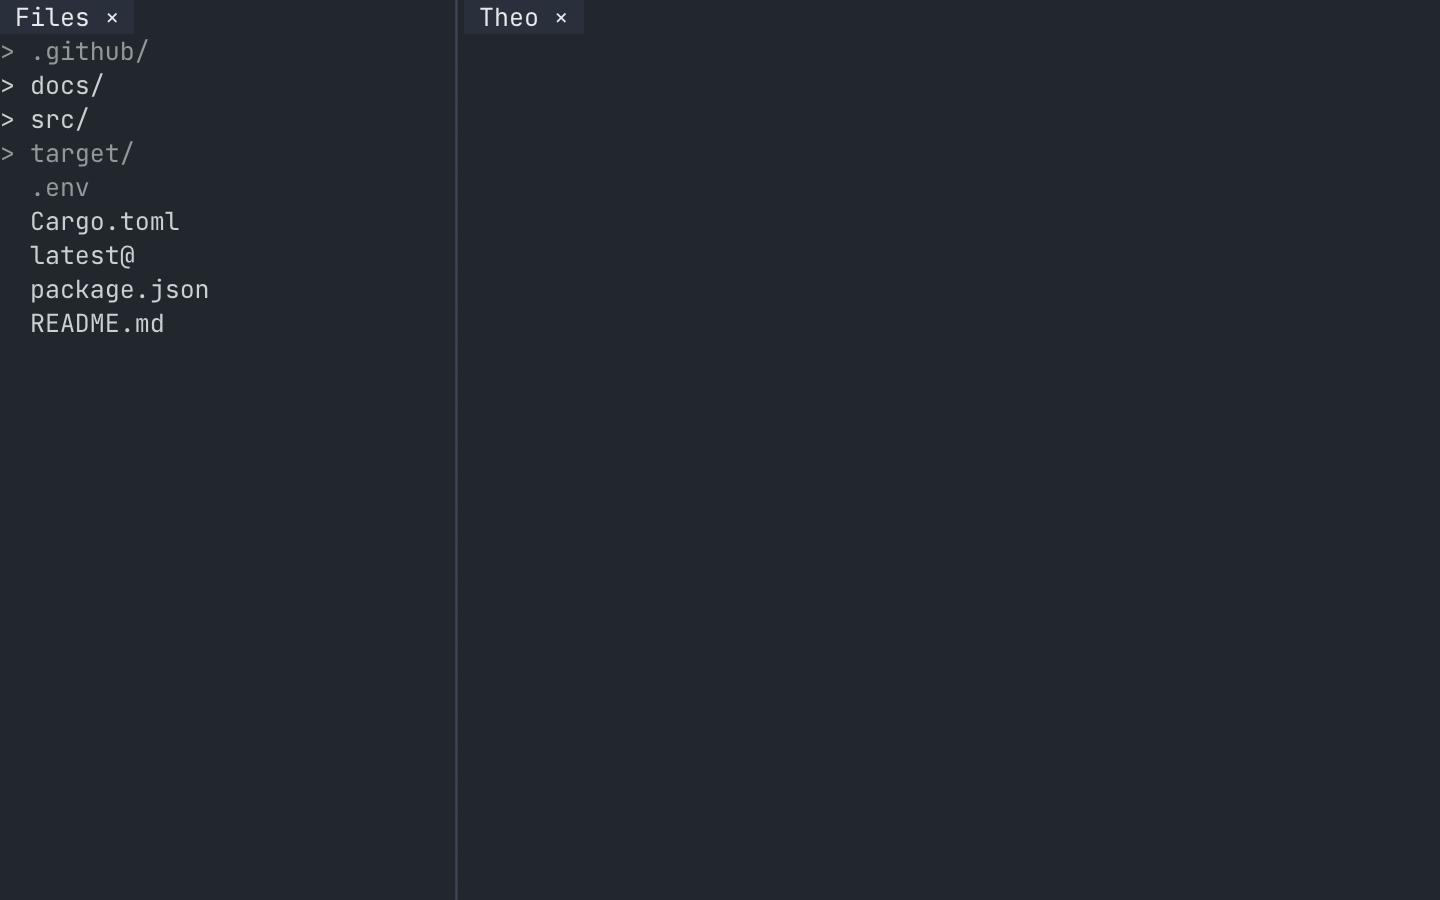 Files ×
> .github/
> docs/
> src/
> target/
.env
Cargo.toml
latest@
package.json
README.md
Theo ×